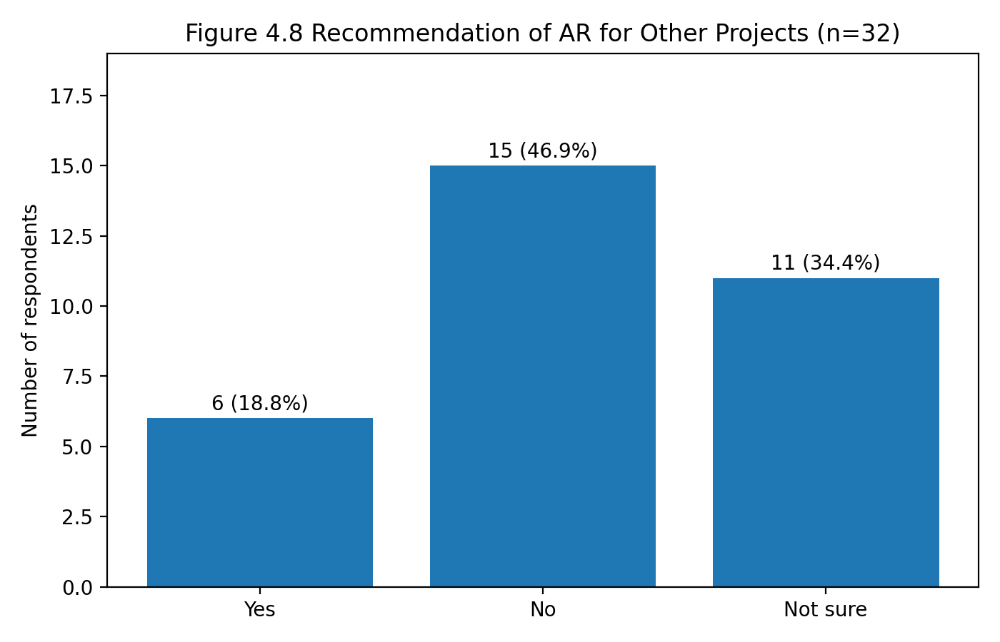 Figure 4.8 Recommendation of AR for Other Projects (n=32)
Number of respondents
17.5
15.0
12.5
10.0
7.5
5.0
2.5
0.0
6 (18.8%)
15 (46.9%)
11 (34.4%)
Yes
No
Not sure